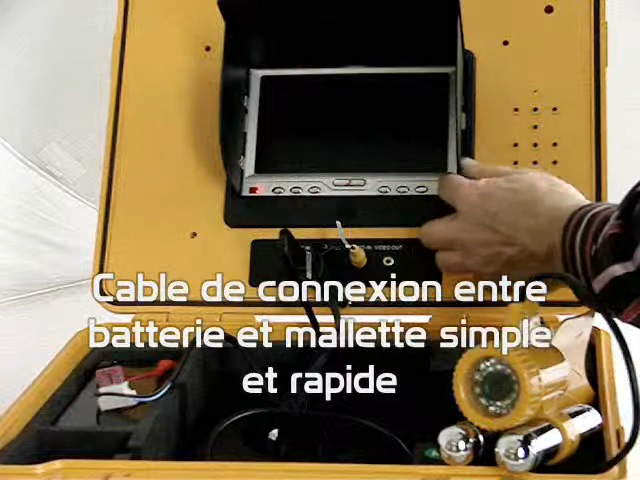 Cable de connexion entre
batterie et mallette simple
et rapide